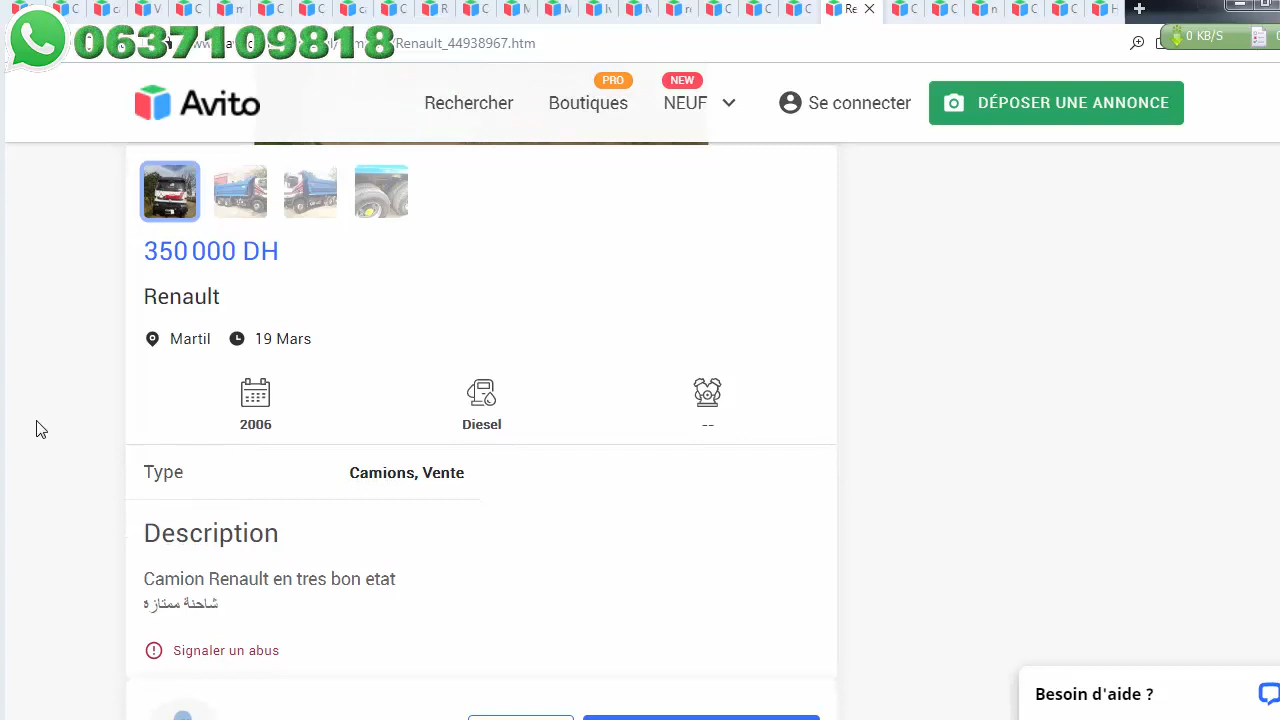 0637109818
Renault_44938967.htm
0 KB/S
Avito
Rechercher
PRO
Boutiques
NEW
NEUF
Se connecter
DÉPOSER UNE ANNONCE
350 000 DH
Renault
Martil
19 Mars
2006
Diesel
--
Type
Camions, Vente
Description
Camion Renault en tres bon etat
شاحنة ممتازه
Signaler un abus
Besoin d'aide ?